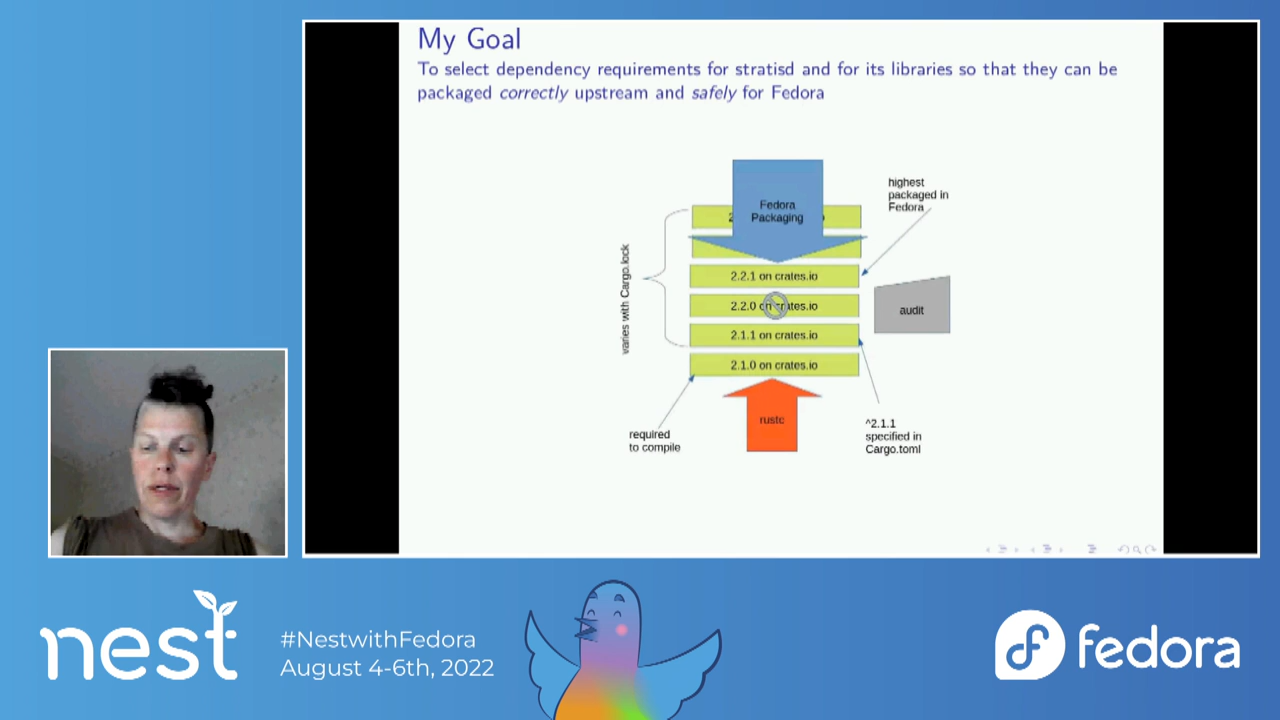 My Goal
To select dependency requirements for stratisd and for its libraries so that they can be
packaged correctly upstream and safely for Fedora
highest
packaged in
Fedora
Fedora
Packaging
2.2.1 on crates.io
2.2.0 on crates.io
2.1.1 on crates.io
2.1.0 on crates.io
varies with Cargo.lock
audit
rustc
required
to compile
^2.1.1
specified in
Cargo.toml
nest
#NestwithFedora
August 4-6th, 2022
fedora